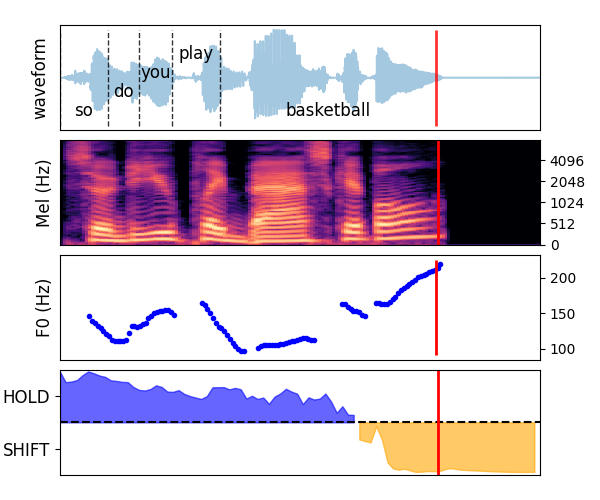 waveform
so
do
you
play
basketball
Mel (Hz)
4096
2048
1024
512
0
F0 (Hz)
200
150
100
HOLD
SHIFT